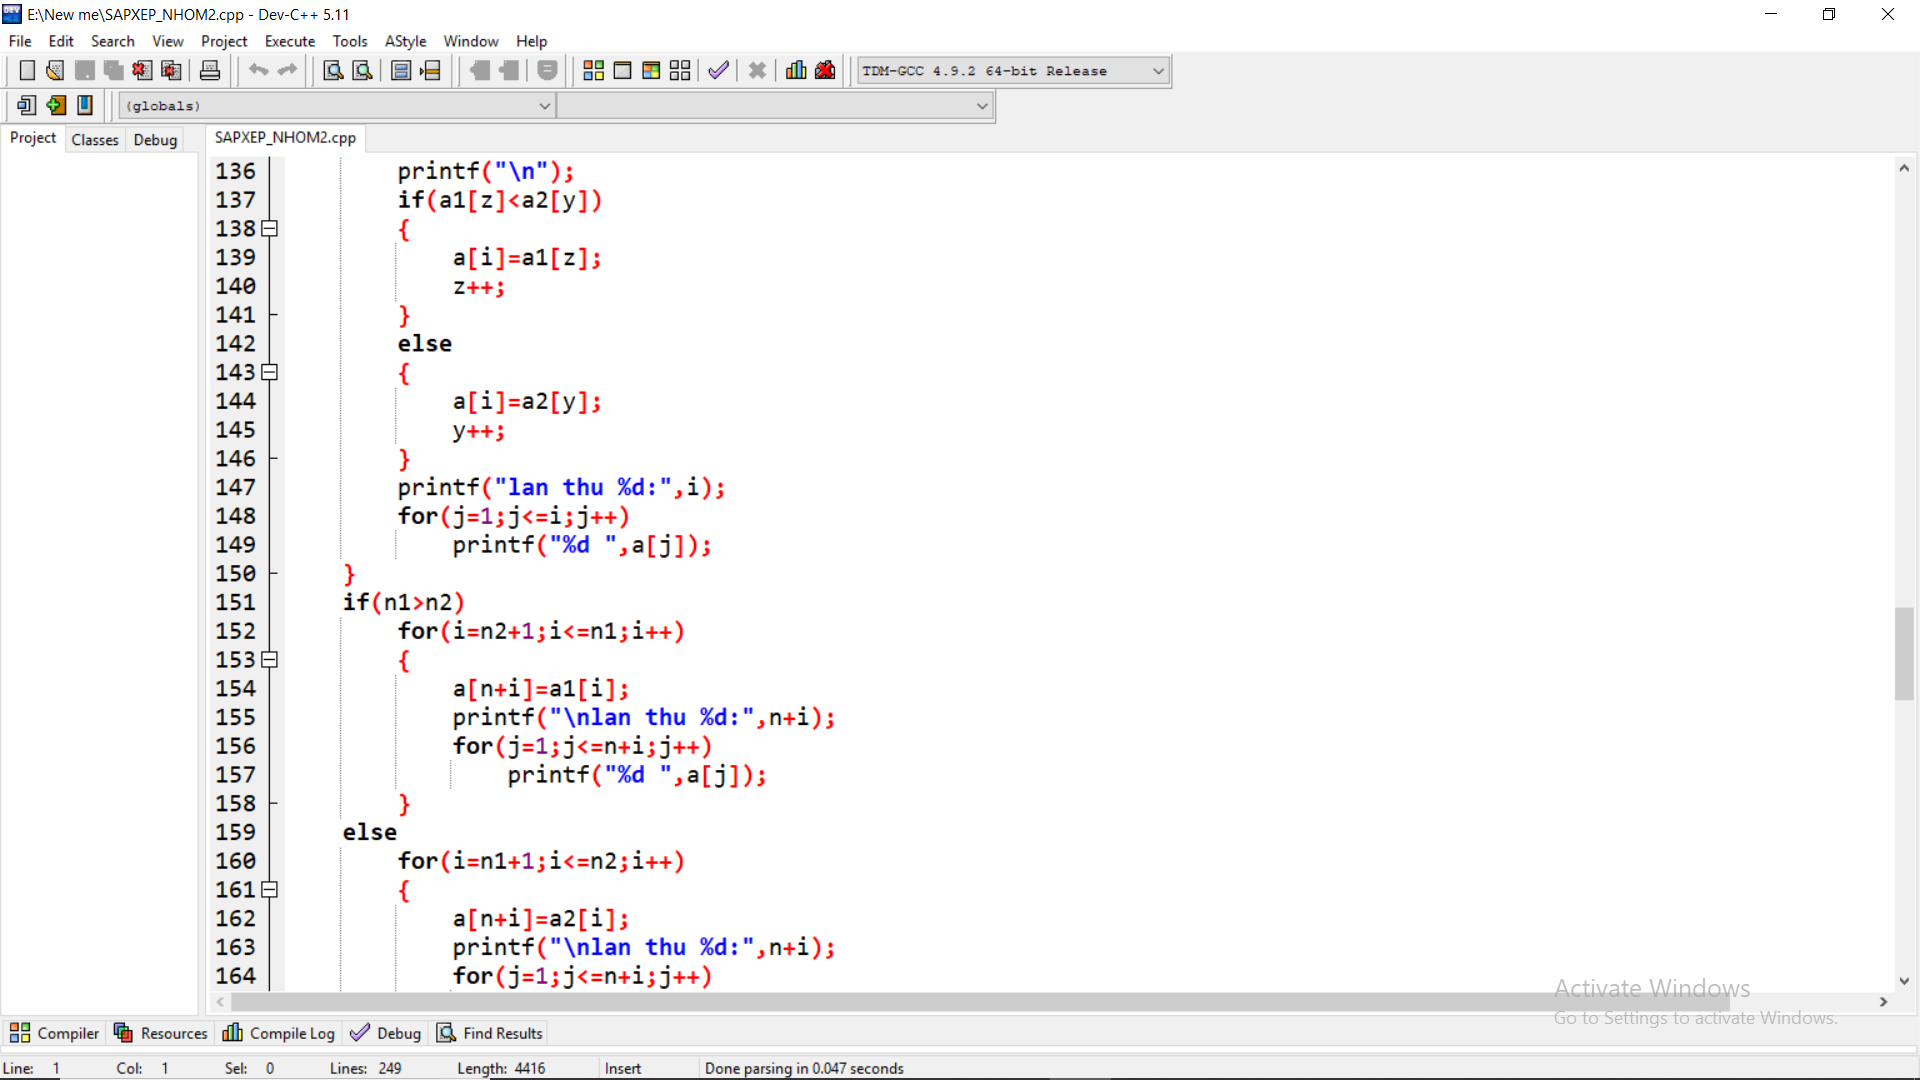 E:\New me\SAPXEP_NHOM2.cpp - Dev-C++ 5.11
File Edit Search View Project Execute Tools AStyle Window Help
TDM-GCC 4.9.2 64-bit Release
(globals)
Project Classes Debug SAPXEP_NHOM2.cpp
136 printf("\n");
137 if(a1[z]<a2[y])
138 {
139 a[i]=a1[z];
140 z++;
141 }
142 else
143 {
144 a[i]=a2[y];
145 y++;
146 }
147 printf("lan thu %d:",i);
148 for(j=1;j<=i;j++)
149 printf("%d ",a[j]);
150 }
151 if(n1>n2)
152 for(i=n2+1;i<=n1;i++)
153 {
154 a[n+i]=a1[i];
155 printf("\nlan thu %d:",n+i);
156 for(j=1;j<=n+i;j++)
157 printf("%d ",a[j]);
158 }
159 else
160 for(i=n1+1;i<=n2;i++)
161 {
162 a[n+i]=a2[i];
163 printf("\nlan thu %d:",n+i);
164 for(j=1;j<=n+i;j++)
Activate Windows
Go to Settings to activate Windows.
Compiler Resources Compile Log Debug Find Results
Line: 1 Col: 1 Sel: 0 Lines: 249 Length: 4416 Insert Done parsing in 0.047 seconds